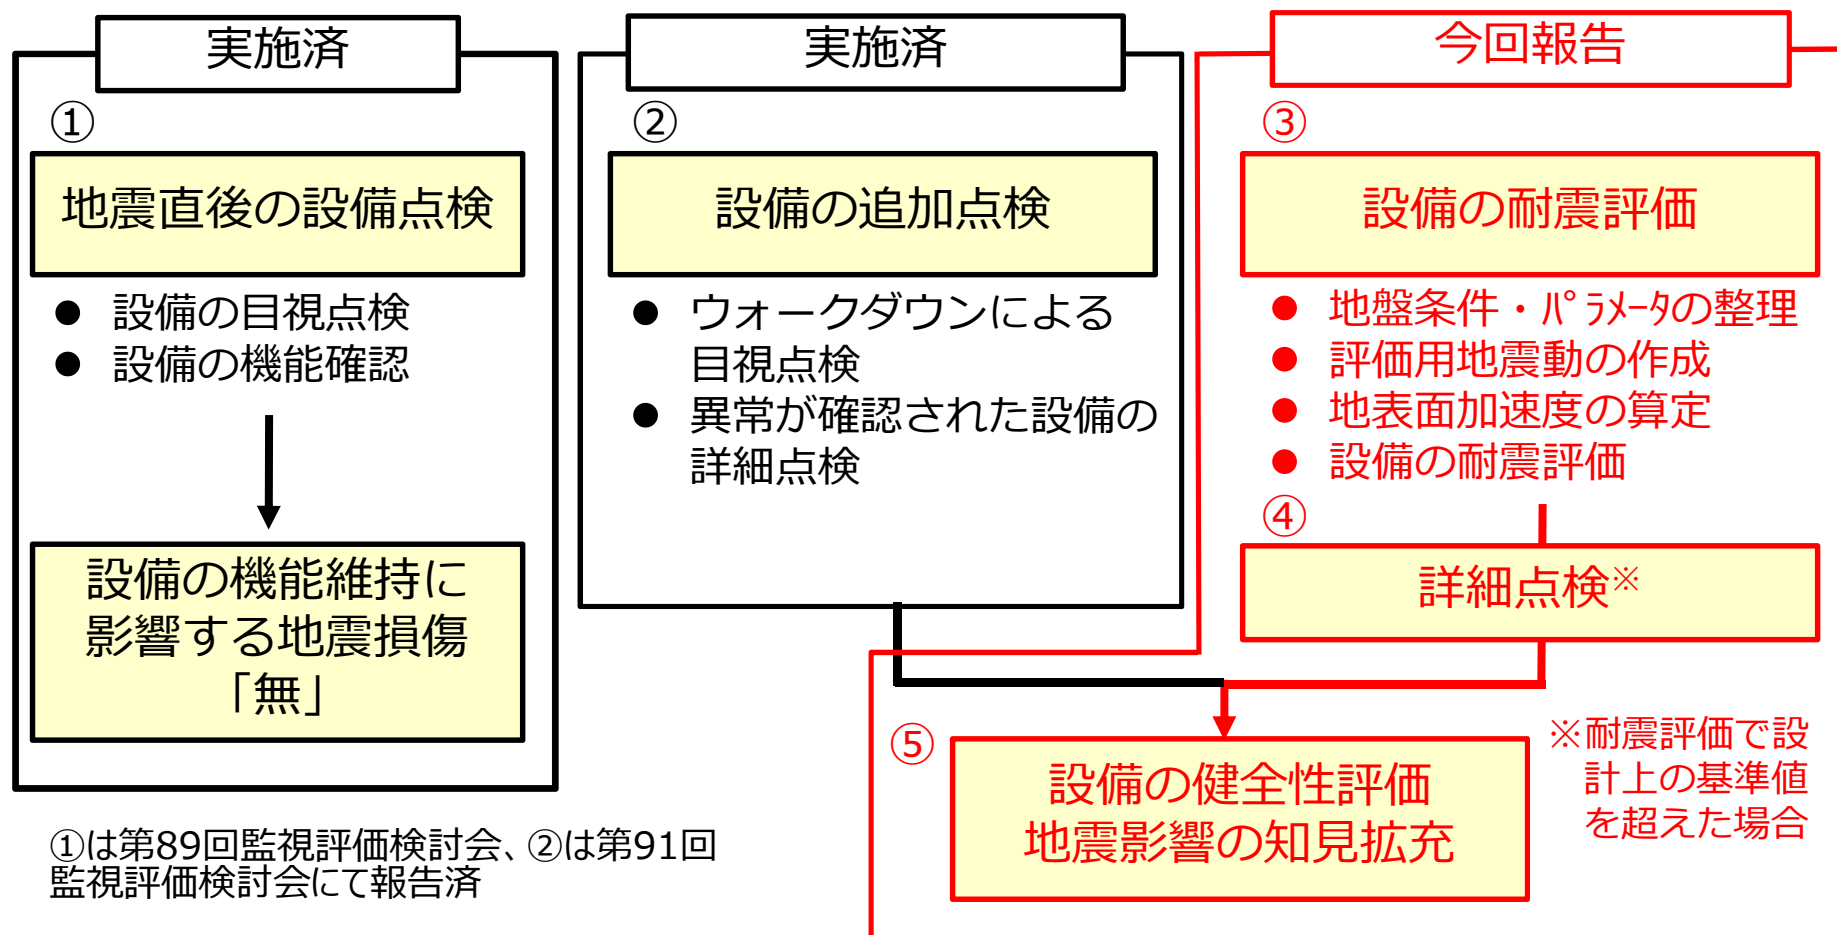 実施済
①
地震直後の設備点検
● 設備の目視点検
● 設備の機能確認
設備の機能維持に
影響する地震損傷
「無」
実施済
②
設備の追加点検
● ウォークダウンによる
目視点検
● 異常が確認された設備の
詳細点検
今回報告
③
設備の耐震評価
● 地盤条件・ﾊﾟﾗﾒｰﾀの整理
● 評価用地震動の作成
● 地表面加速度の算定
● 設備の耐震評価
④
詳細点検※
⑤
設備の健全性評価
地震影響の知見拡充
※耐震評価で設
計上の基準値
を超えた場合
①は第89回監視評価検討会、②は第91回
監視評価検討会にて報告済